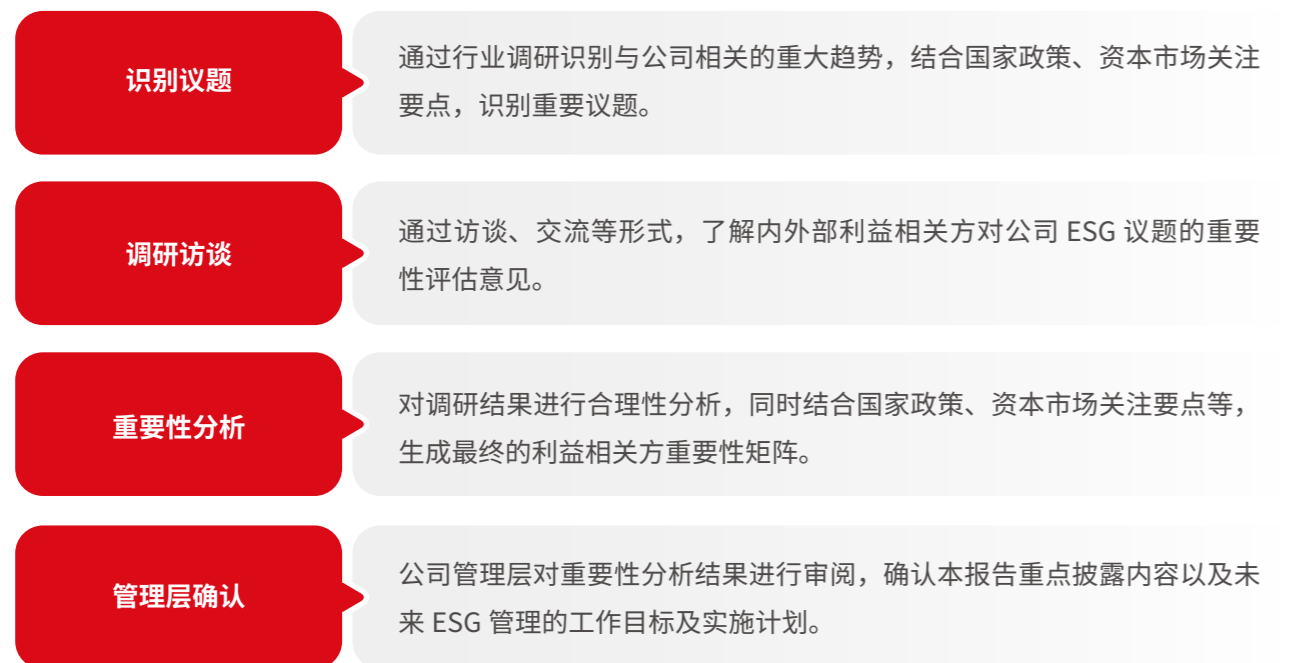 识别议题
通过行业调研识别与公司相关的重大趋势，结合国家政策、资本市场关注
要点，识别重要议题。
调研访谈
通过访谈、交流等形式，了解内外部利益相关方对公司 ESG 议题的重要
性评估意见。
重要性分析
对调研结果进行合理性分析，同时结合国家政策、资本市场关注要点等，
生成最终的利益相关方重要性矩阵。
管理层确认
公司管理层对重要性分析结果进行审阅，确认本报告重点披露内容以及未
来 ESG 管理的工作目标及实施计划。